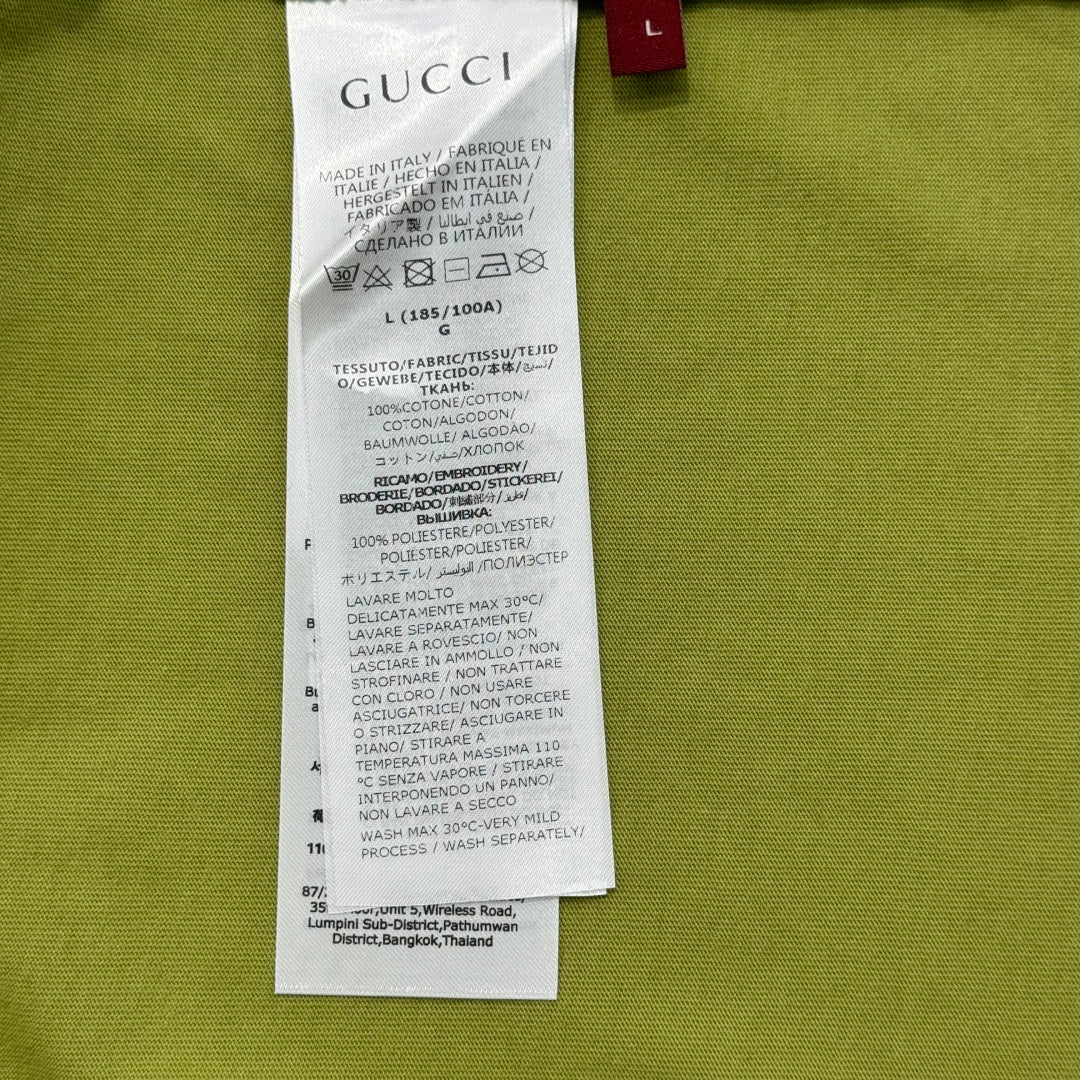 L
GUCCI
MADE IN ITALY / FABRIQUÉ EN
ITALIE / HECHO EN ITALIA /
HERGESTELT IN ITALIEN /
FABRICADO EM ITALIA /
イタリア製 / صنع في ايطاليا /
СДЕЛАНО В ИТАЛИИ
30
L (185/100A)
G
TESSUTO/FABRIC/TISSU/TEJID
O/GEWEBE/TECIDO/本体/نسيج/
ТКАНЬ:
100%COTONE/COTTON/
COTON/ALGODON/
BAUMWOLLE/ ALGODAO/
コットン/صفي/ХЛОПОК
RICAMO/EMBROIDERY/
BRODERIE/BORDADO/STICKEREI/
BORDADO/刺繍部分/
ВЫШИВКА:
100% POLIESTERE/POLYESTER/
POLIESTER/POLIESTER/
ポリエステル/ البوليستر /ПОЛИЭСТЕР
LAVARE MOLTO
DELICATAMENTE MAX 30°C/
LAVARE SEPARATAMENTE/
LAVARE A ROVESCIO/ NON
LASCIARE IN AMMOLLO / NON
STROFINARE / NON TRATTARE
CON CLORO / NON USARE
ASCIUGATRICE/ NON TORCERE
O STRIZZARE/ ASCIUGARE IN
PIANO/ STIRARE A
TEMPERATURA MASSIMA 110
°C SENZA VAPORE / STIRARE
INTERPONENDO UN PANNO/
NON LAVARE A SECCO
WASH MAX 30°C-VERY MILD
PROCESS / WASH SEPARATELY/
87/
35 Unit 5,Wireless Road,
Lumpini Sub-District,Pathumwan
District,Bangkok,Thaland